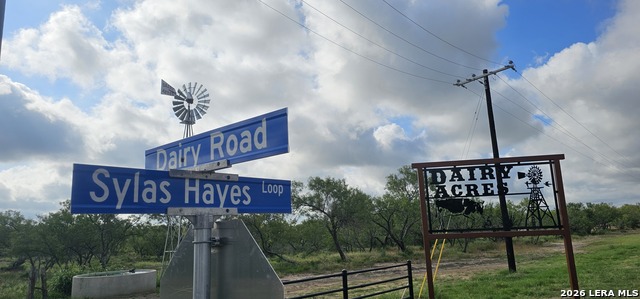 Dairy Road
Sylas Hayes Loop
DAIRY
ACRES
2026 LERA MLS